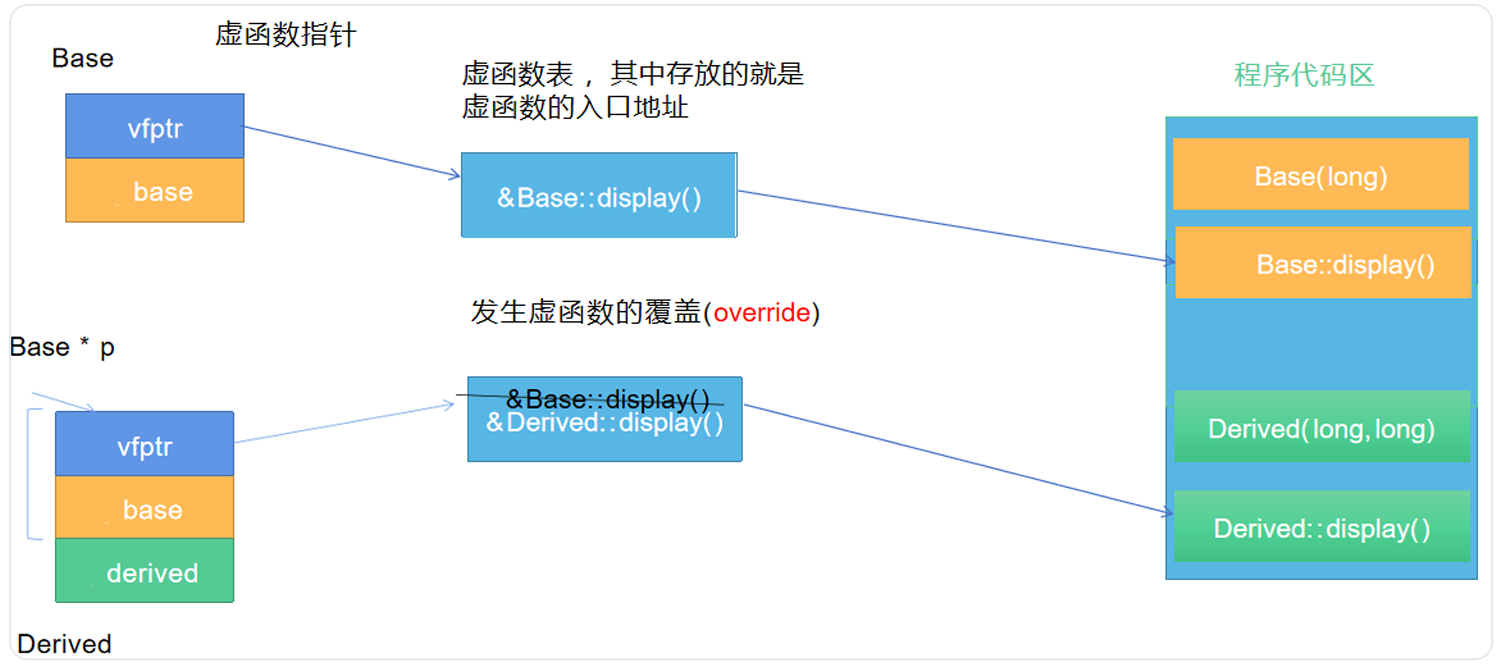 虚函数指针
Base
vfptr
base
虚函数表 ，其中存放的就是
虚函数的入口地址
&Base::display()
程序代码区
Base(long)
Base::display()
发生虚函数的覆盖(override)
Base * p
vfptr
base
derived
Derived
&Base::display()
&Derived::display()
Derived(long,long)
Derived::display()